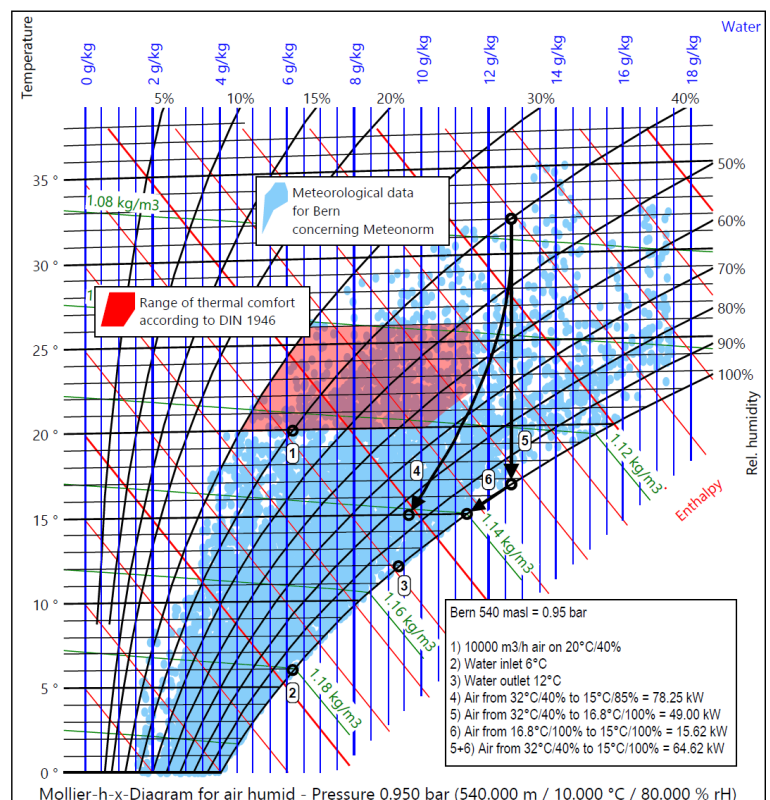 Water
Temperature
0 g/kg
2 g/kg
4 g/kg
6 g/kg
8 g/kg
10 g/kg
12 g/kg
14 g/kg
16 g/kg
18 g/kg
5%
10%
15%
20%
30%
40%
50%
60%
70%
80%
90%
100%
Rel. humidity
35 °
30 °
25 °
20 °
15 °
10 °
5 °
0 °
1.08 kg/m3
Meteorological data
for Bern
concerning Meteonorm
1
Range of thermal comfort
according to DIN 1946
1
4
5
6
3
2
1.12 kg/m3
1.14 kg/m3
1.16 kg/m3
1.18 kg/m3
Enthalpy
Bern 540 masl = 0.95 bar
1) 10000 m3/h air on 20°C/40%
2) Water inlet 6°C
3) Water outlet 12°C
4) Air from 32°C/40% to 15°C/85% = 78.25 kW
5) Air from 32°C/40% to 16.8°C/100% = 49.00 kW
6) Air from 16.8°C/100% to 15°C/100% = 15.62 kW
5+6) Air from 32°C/40% to 15°C/100% = 64.62 kW
Mollier-h-x-Diagram for air humid - Pressure 0.950 bar (540.000 m / 10.000 °C / 80.000 % rH)